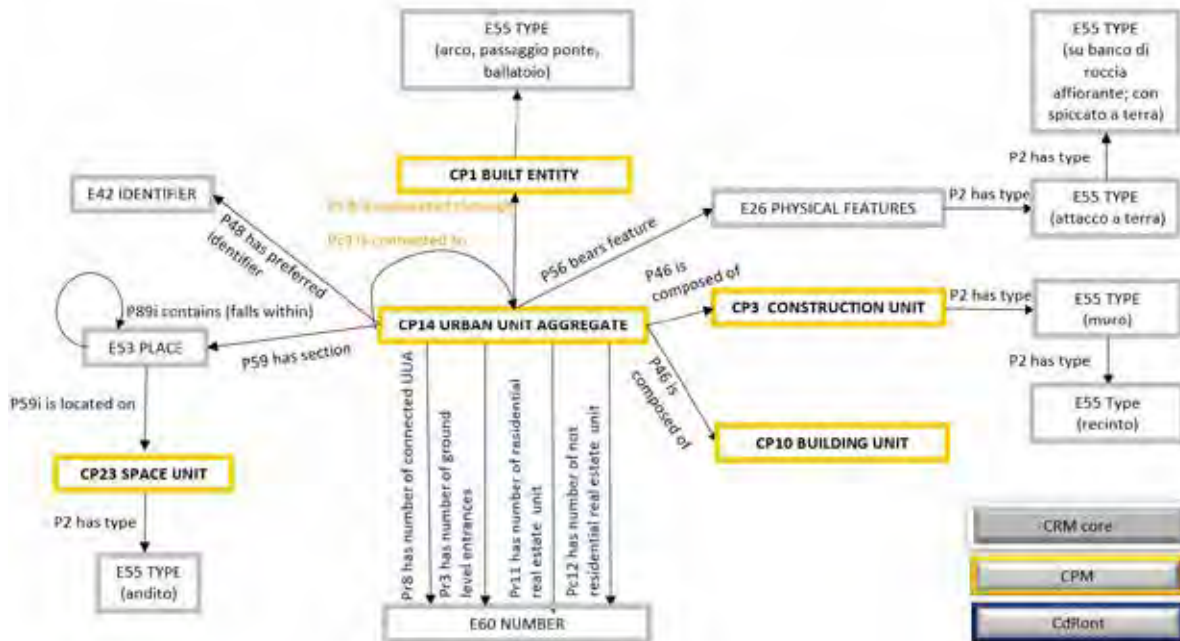 E55 TYPE
(arco, passaggio ponte,
ballatoio)
E55 TYPE
(su banco di
roccia
affiorante; con
spiccato a terra)
P2 has type
CP1 BUILT ENTITY
E42 IDENTIFIER
E26 PHYSICAL FEATURES
P2 has type
E55 TYPE
(attacco a terra)
is connected to
P48 has preferred
identifier
P56 bears feature
P46 is
composed of
P89i contains (falls within)
CP14 URBAN UNIT AGGREGATE
CP3 CONSTRUCTION UNIT
P2 has type
E55 TYPE
(muro)
E53 PLACE
P59 has section
P2 has type
P59i is located on
P46 is
composed of
E55 Type
(recinto)
CP23 SPACE UNIT
CP10 BUILDING UNIT
Pr8 has number of connected UUA
Pr3 has number of ground
level entrances
Pr11 has number of residential
real estate unit
Pc12 has number of not
residential real estate unit
P2 has type
E55 TYPE
(andito)
E60 NUMBER
CRM core
CPM
CdRont